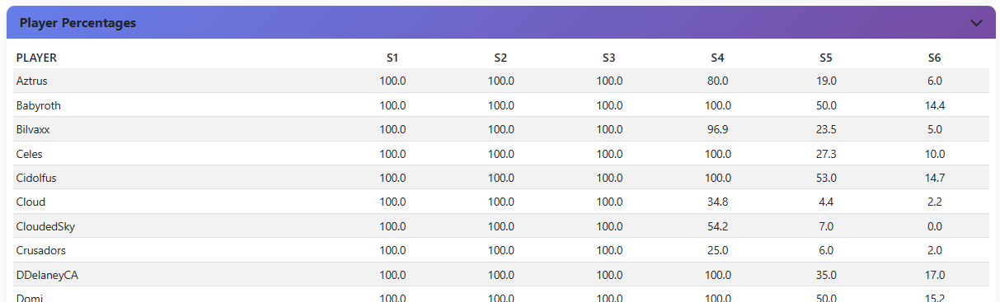 Player Percentages
PLAYER S1 S2 S3 S4 S5 S6
Aztrus 100.0 100.0 100.0 80.0 19.0 6.0
Babyroth 100.0 100.0 100.0 100.0 50.0 14.4
Bilvaxx 100.0 100.0 100.0 96.9 23.5 5.0
Celes 100.0 100.0 100.0 100.0 27.3 10.0
Cidolfus 100.0 100.0 100.0 100.0 53.0 14.7
Cloud 100.0 100.0 100.0 34.8 4.4 2.2
CloudedSky 100.0 100.0 100.0 54.2 7.0 0.0
Crusadors 100.0 100.0 100.0 25.0 6.0 2.0
DDelaneyCA 100.0 100.0 100.0 100.0 35.0 17.0
Domi 100.0 100.0 100.0 100.0 50.0 15.2